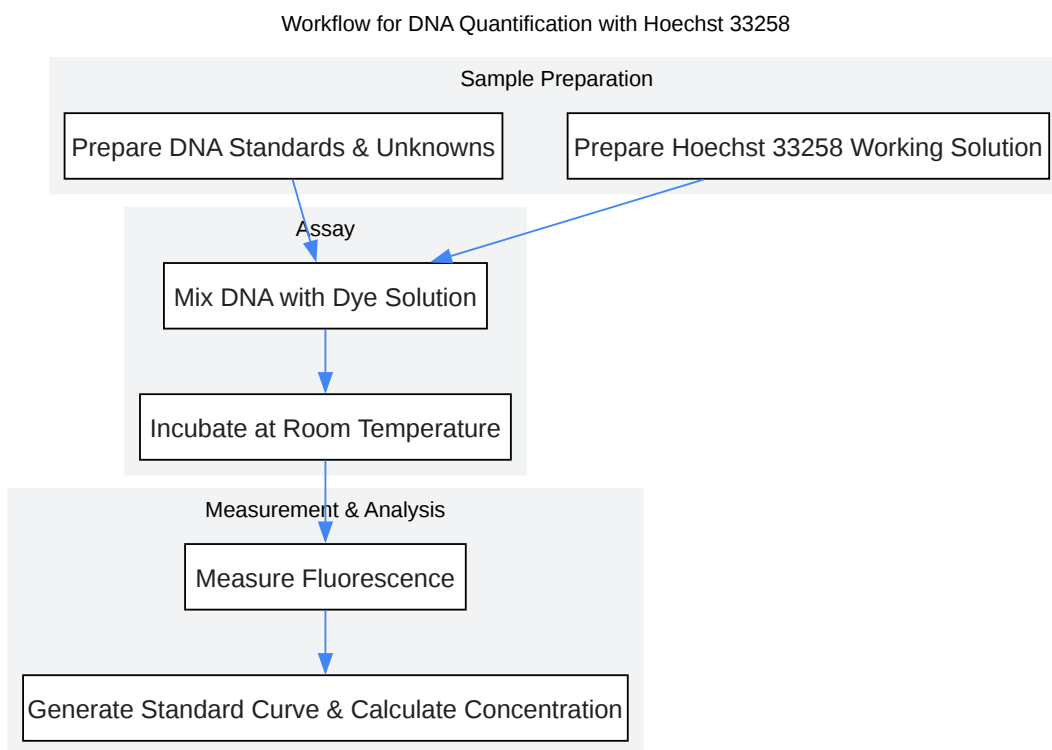 Workflow for DNA Quantification with Hoechst 33258
Sample Preparation
Prepare DNA Standards & Unknowns
Prepare Hoechst 33258 Working Solution
Assay
Mix DNA with Dye Solution
Incubate at Room Temperature
Measurement & Analysis
Measure Fluorescence
Generate Standard Curve & Calculate Concentration